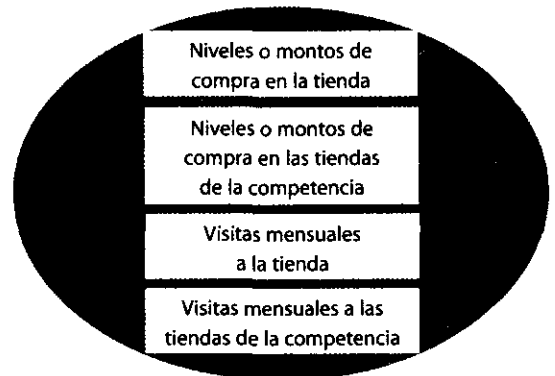 Niveles o montos de
compra en la tienda
Niveles o montos de
compra en las tiendas
de la competencia
Visitas mensuales
a la tienda
Visitas mensuales a las
tiendas de la competencia